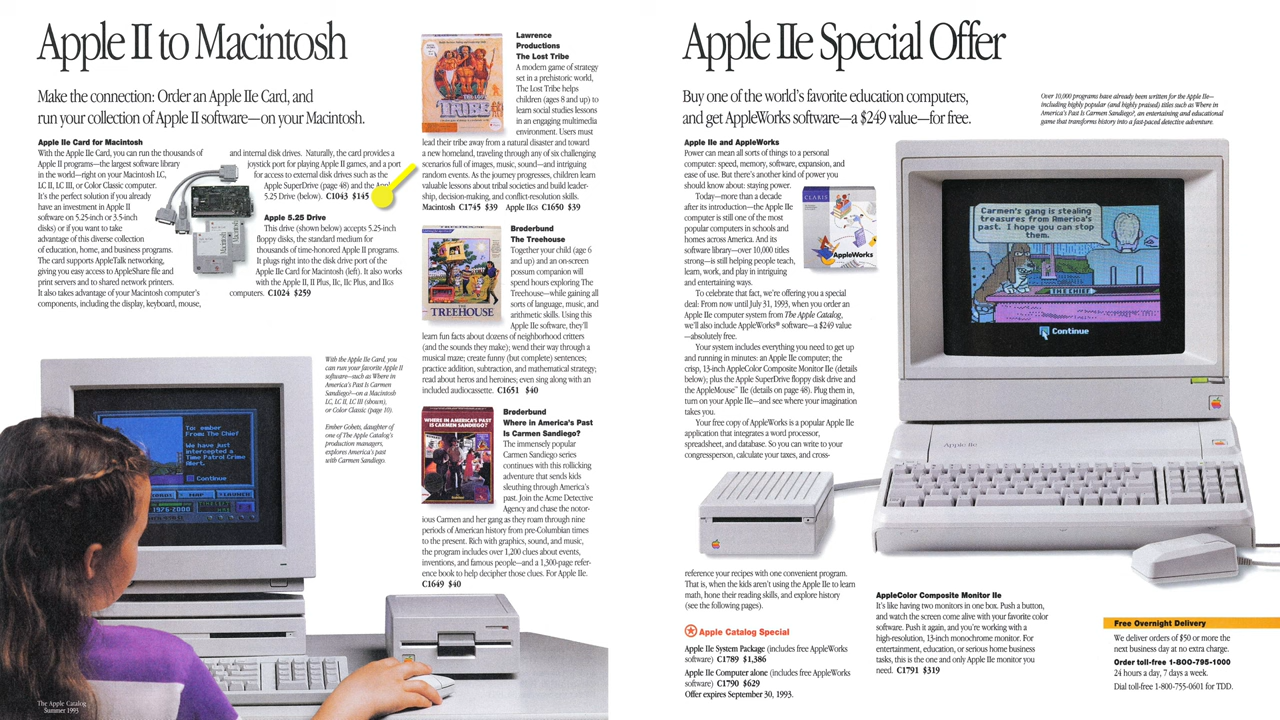 Apple II to Macintosh
Make the connection: Order an Apple IIe Card, and
run your collection of Apple II software—on your Macintosh.
Apple IIe Card for Macintosh
With the Apple IIe Card, you can run the thousands of
Apple II programs—the largest software library
in the world—right on your Macintosh LC,
LC II, LC III, or Color Classic computer.
It's the perfect solution if you already
have an investment in Apple II
software on 5.25-inch or 3.5-inch
disks) or if you want to take
advantage of this diverse collection
of education, home, and business programs.
The card supports AppleTalk networking,
giving you easy access to AppleShare file and
print servers and to shared network printers.
It also takes advantage of your Macintosh computer's
components, including the display, keyboard, mouse,
and internal disk drives. Naturally, the card provides a
joystick port for playing Apple II games, and a port
for access to external disk drives such as the
Apple SuperDrive (page 48) and the
5.25 Drive (below). C1043 $145
Apple 5.25 Drive
This drive (shown below) accepts 5.25-inch
floppy disks, the standard medium for
thousands of time-honored Apple II programs.
It plugs right into the disk drive port of the
Apple IIe Card for Macintosh (left). It also works
with the Apple II, II Plus, IIc, IIc Plus, and IIGS
computers. C1024 $259
With the Apple IIe Card, you
can run your favorite Apple II
software—such as Where in
America's Past Is Carmen
Sandiego?—on a Macintosh
LC, LC II, LC III (shown),
or Color Classic (page 10).
Ember Gobets, daughter of
one of The Apple Catalog's
production managers,
explores America's past
with Carmen Sandiego.
To: ember
From: The Chief
We have just
intercepted a
Time Patrol Crime
Alert.
Continue
MAP
LAUNCH
1976-2000
The Apple Catalog
Summer 1993
Lawrence
Productions
The Lost Tribe
A modern game of strategy
set in a prehistoric world,
The Lost Tribe helps
children (ages 8 and up) to
learn social studies lessons
in an engaging multimedia
environment. Users must
lead their tribe away from a natural disaster and toward
a new homeland, traveling through any of six challenging
scenarios full of images, music, sound—and intriguing
random events. As the journey progresses, children learn
valuable lessons about tribal societies and build leader-
ship, decision-making, and conflict-resolution skills.
Macintosh C1745 $39 Apple IIGS C1650 $39
TRIBE
Broderbund
The Treehouse
Together your child (age 6
and up) and an on-screen
possum companion will
spend hours exploring The
Treehouse—while gaining all
sorts of language, music, and
arithmetic skills. Using this
Apple IIe software, they'll
learn fun facts about dozens of neighborhood critters
(and the sounds they make); wend their way through a
musical maze; create funny (but complete) sentences;
practice addition, subtraction, and mathematical strategy;
read about heros and heroines; even sing along with an
included audiocassette. C1651 $40
THE
TREEHOUSE
Broderbund
Where in America's Past
Is Carmen Sandiego?
The immensely popular
Carmen Sandiego series
continues with this rollicking
adventure that sends kids
sleuthing through America's
past. Join the Acme Detective
Agency and chase the notor-
ious Carmen and her gang as they roam through nine
periods of American history from pre-Columbian times
to the present. Rich with graphics, sound, and music,
the program includes over 1,200 clues about events,
inventions, and famous people—and a 1,300-page refer-
ence book to help decipher those clues. For Apple IIe.
C1649 $40
WHERE IN AMERICA'S PAST
IS CARMEN SANDIEGO?
Apple IIe Special Offer
Buy one of the world's favorite education computers,
and get AppleWorks software—a $249 value—for free.
Over 10,000 programs have already been written for the Apple IIe—
including highly popular (and highly praised) titles such as Where in
America's Past Is Carmen Sandiego?, an entertaining and educational
game that transforms history into a fast-paced detective adventure.
Apple IIe and AppleWorks
Power can mean all sorts of things to a personal
computer: speed, memory, software, expansion, and
ease of use. But there's another kind of power you
should know about: staying power.
Today—more than a decade
after its introduction—the Apple
IIe computer is still one of the most
popular computers in schools and
homes across America. And its
software library—over 10,000 titles
strong—is still helping people teach,
learn, work, and play in intriguing
and entertaining ways.
To celebrate that fact, we're offering you a special
deal: From now until July 31, 1993, when you order an
Apple IIe computer system from The Apple Catalog,
we'll also include AppleWorks® software—a $249 value
—absolutely free.
Your system includes everything you need to get up
and running in minutes: an Apple IIe computer; the
crisp, 13-inch AppleColor Composite Monitor IIe (details
below); plus the Apple SuperDrive floppy disk drive and
the AppleMouse™ IIe (details on page 48). Plug them in,
turn on your Apple IIe—and see where your imagination
takes you.
Your free copy of AppleWorks is a popular Apple IIe
application that integrates a word processor,
spreadsheet, and database. So you can write to your
congressperson, calculate your taxes, and cross-
reference your recipes with one convenient program.
That is, when the kids aren't using the Apple IIe to learn
math, hone their reading skills, and explore history
(see the following pages).
CLARIS
AppleWorks
Carmen's gang is stealing
treasures from America's
past. I hope you can stop
them.
THE CHIEF
Continue
Apple IIe
Apple Catalog Special
Apple IIe System Package (includes free AppleWorks
software) C1789 $1,386
Apple IIe Computer alone (includes free AppleWorks
software) C1790 $629
Offer expires September 30, 1993.
AppleColor Composite Monitor IIe
It's like having two monitors in one box. Push a button,
and watch the screen come alive with your favorite color
software. Push it again, and you're working with a
high-resolution, 13-inch monochrome monitor. For
entertainment, education, or serious home business
tasks, this is the one and only Apple IIe monitor you
need. C1791 $319
Free Overnight Delivery
We deliver orders of $50 or more the
next business day at no extra charge.
Order toll-free 1-800-795-1000
24 hours a day, 7 days a week.
Dial toll-free 1-800-755-0601 for TDD.